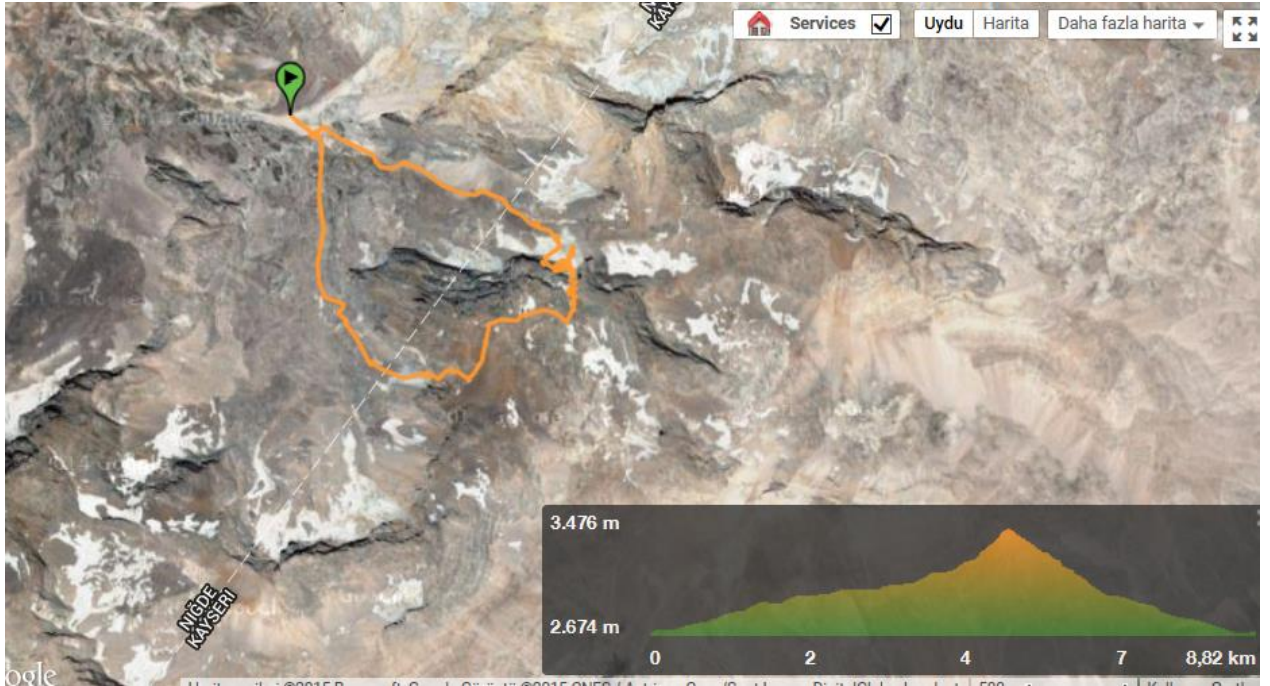 Services
Uydu
Harita
Daha fazla harita
NİĞDE
KAYSERİ
3.476 m
2.674 m
0
2
4
7
8,82 km
ogle